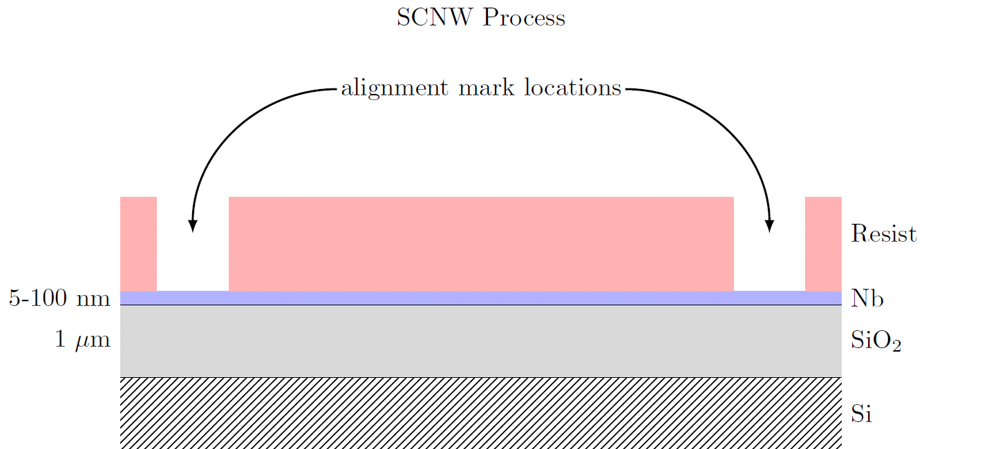 SCNW Process
alignment mark locations
Resist
5-100 nm
Nb
1 μm
SiO₂
Si